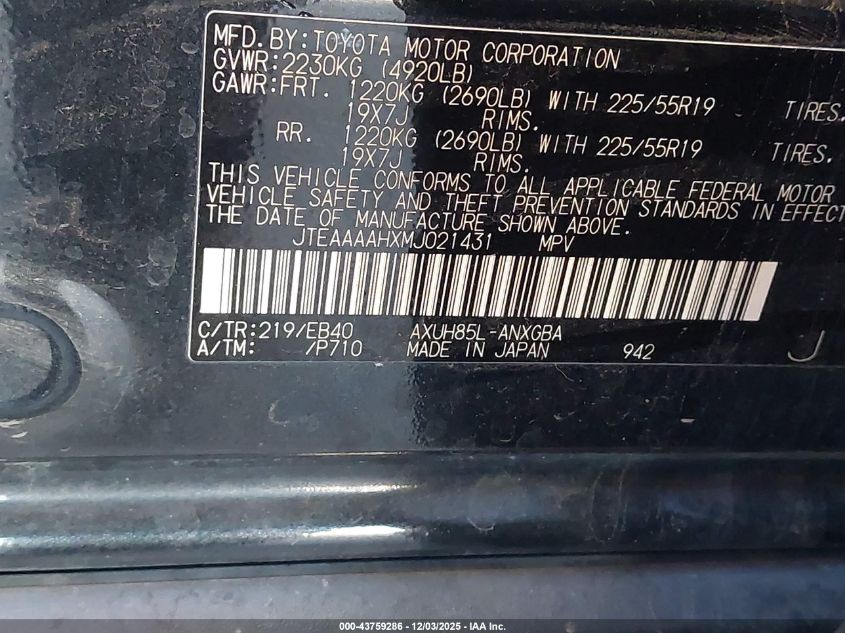 MFD.BY:TOYOTA MOTOR CORPORATION
GVWR:2230KG (4920LB)
GAWR:FRT. 1220KG (2690LB) WITH 225/55R19 TIRES.
19X7J RIMS.
RR. 1220KG (2690LB) WITH 225/55R19 TIRES.
19X7J RIMS.
THIS VEHICLE CONFORMS TO ALL APPLICABLE FEDERAL MOTOR
VEHICLE SAFETY AND THEFT PREVENTION STANDARDS IN EFFECT
THE DATE OF MANUFACTURE SHOWN ABOVE.
JTEAAAAHXMJ021431 MPV
C/TR:219/EB40 AXUH85L-ANXGBA
A/TM: /P710 MADE IN JAPAN 942 J
000-43759286 - 12/03/2025 - IAA Inc.